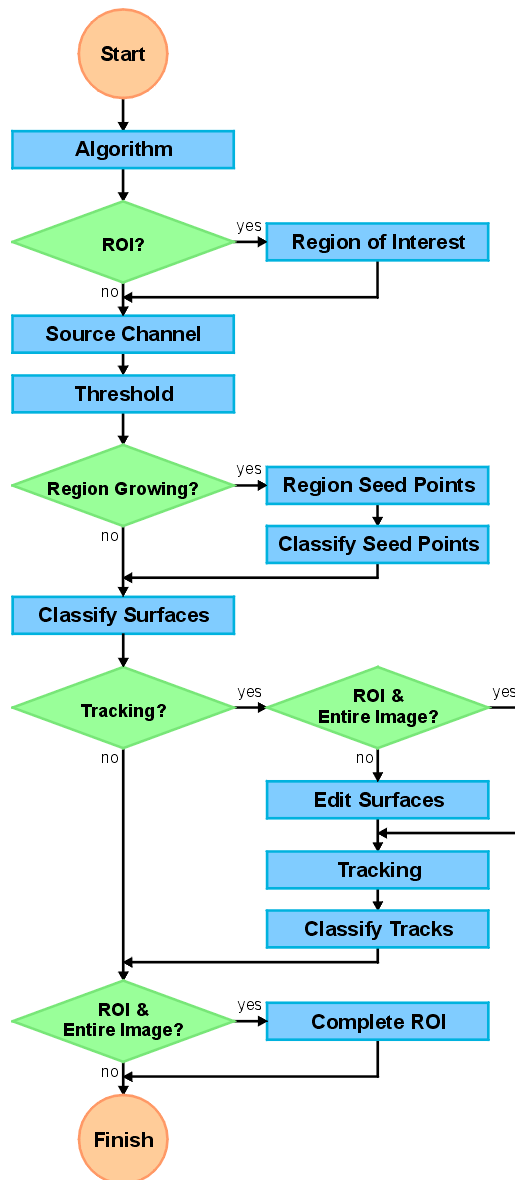 Start
Algorithm
ROI?
yes
Region of Interest
no
Source Channel
Threshold
Region Growing?
yes
Region Seed Points
no
Classify Seed Points
Classify Surfaces
Tracking?
yes
ROI &
Entire Image?
yes
no
no
Edit Surfaces
Tracking
Classify Tracks
ROI &
Entire Image?
yes
Complete ROI
no
Finish